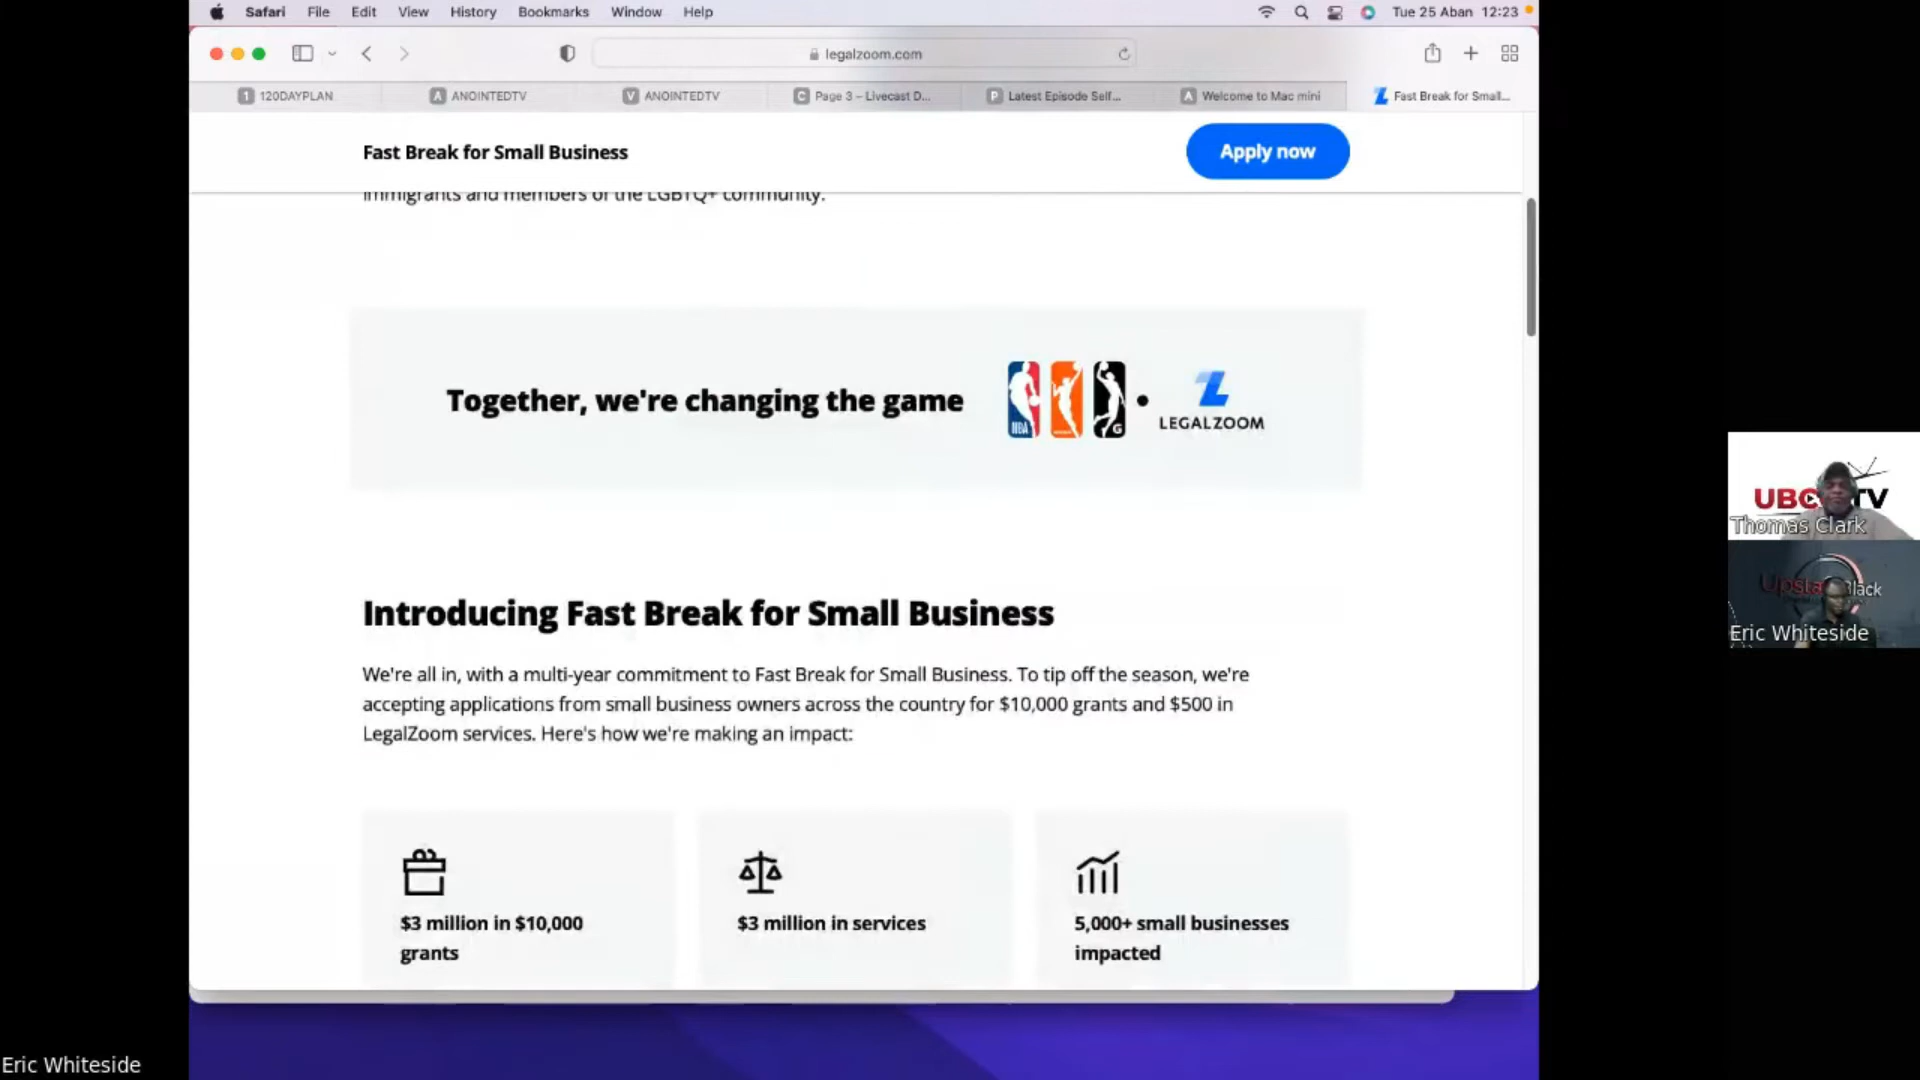 Safari File Edit View History Bookmarks Window Help Tue 25 Aban 12:23
legalzoom.com
1 120DAYPLAN A ANOINTEDTV V ANOINTEDTV C Page 3 – Livecast D... P Latest Episode Self... A Welcome to Mac mini Fast Break for Small...
Fast Break for Small Business
Apply now
immigrants and members of the LGBTQ+ community.
Together, we're changing the game
NBA
G
LEGALZOOM
Introducing Fast Break for Small Business
We're all in, with a multi-year commitment to Fast Break for Small Business. To tip off the season, we're
accepting applications from small business owners across the country for $10,000 grants and $500 in
LegalZoom services. Here's how we're making an impact:
$3 million in $10,000
grants
$3 million in services
5,000+ small businesses
impacted
UBC TV
Thomas Clark
Eric Whiteside
Eric Whiteside